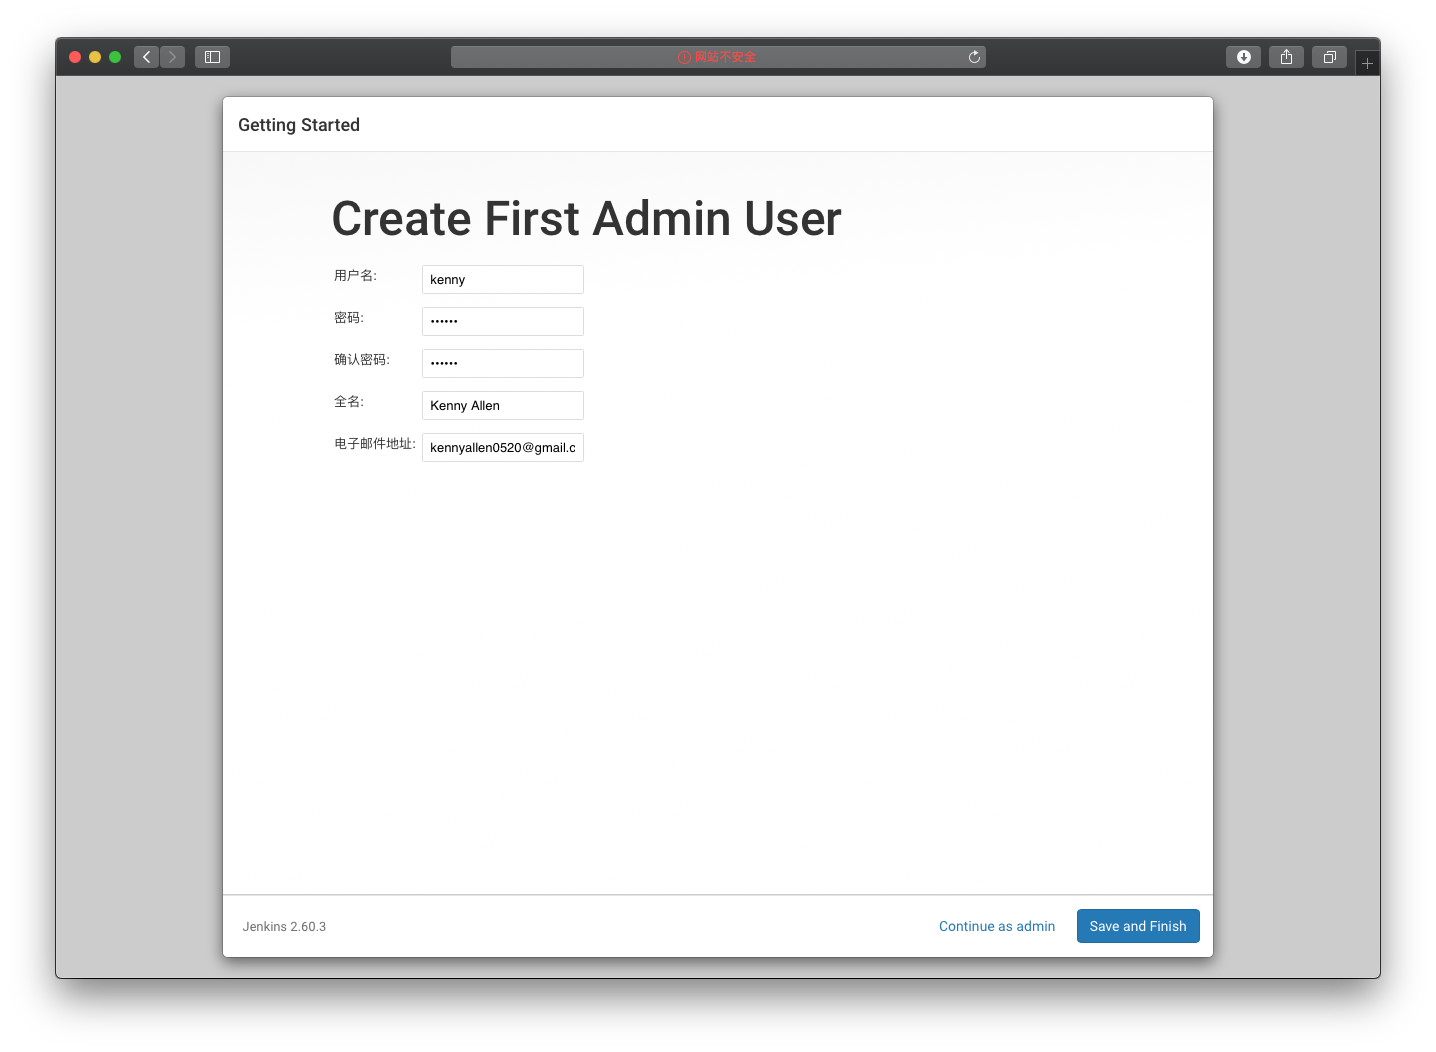 网站不安全
Getting Started
Create First Admin User
用户名: kenny
密码: ••••••
确认密码: ••••••
全名: Kenny Allen
电子邮件地址: kennyallen0520@gmail.c
Jenkins 2.60.3 Continue as admin Save and Finish